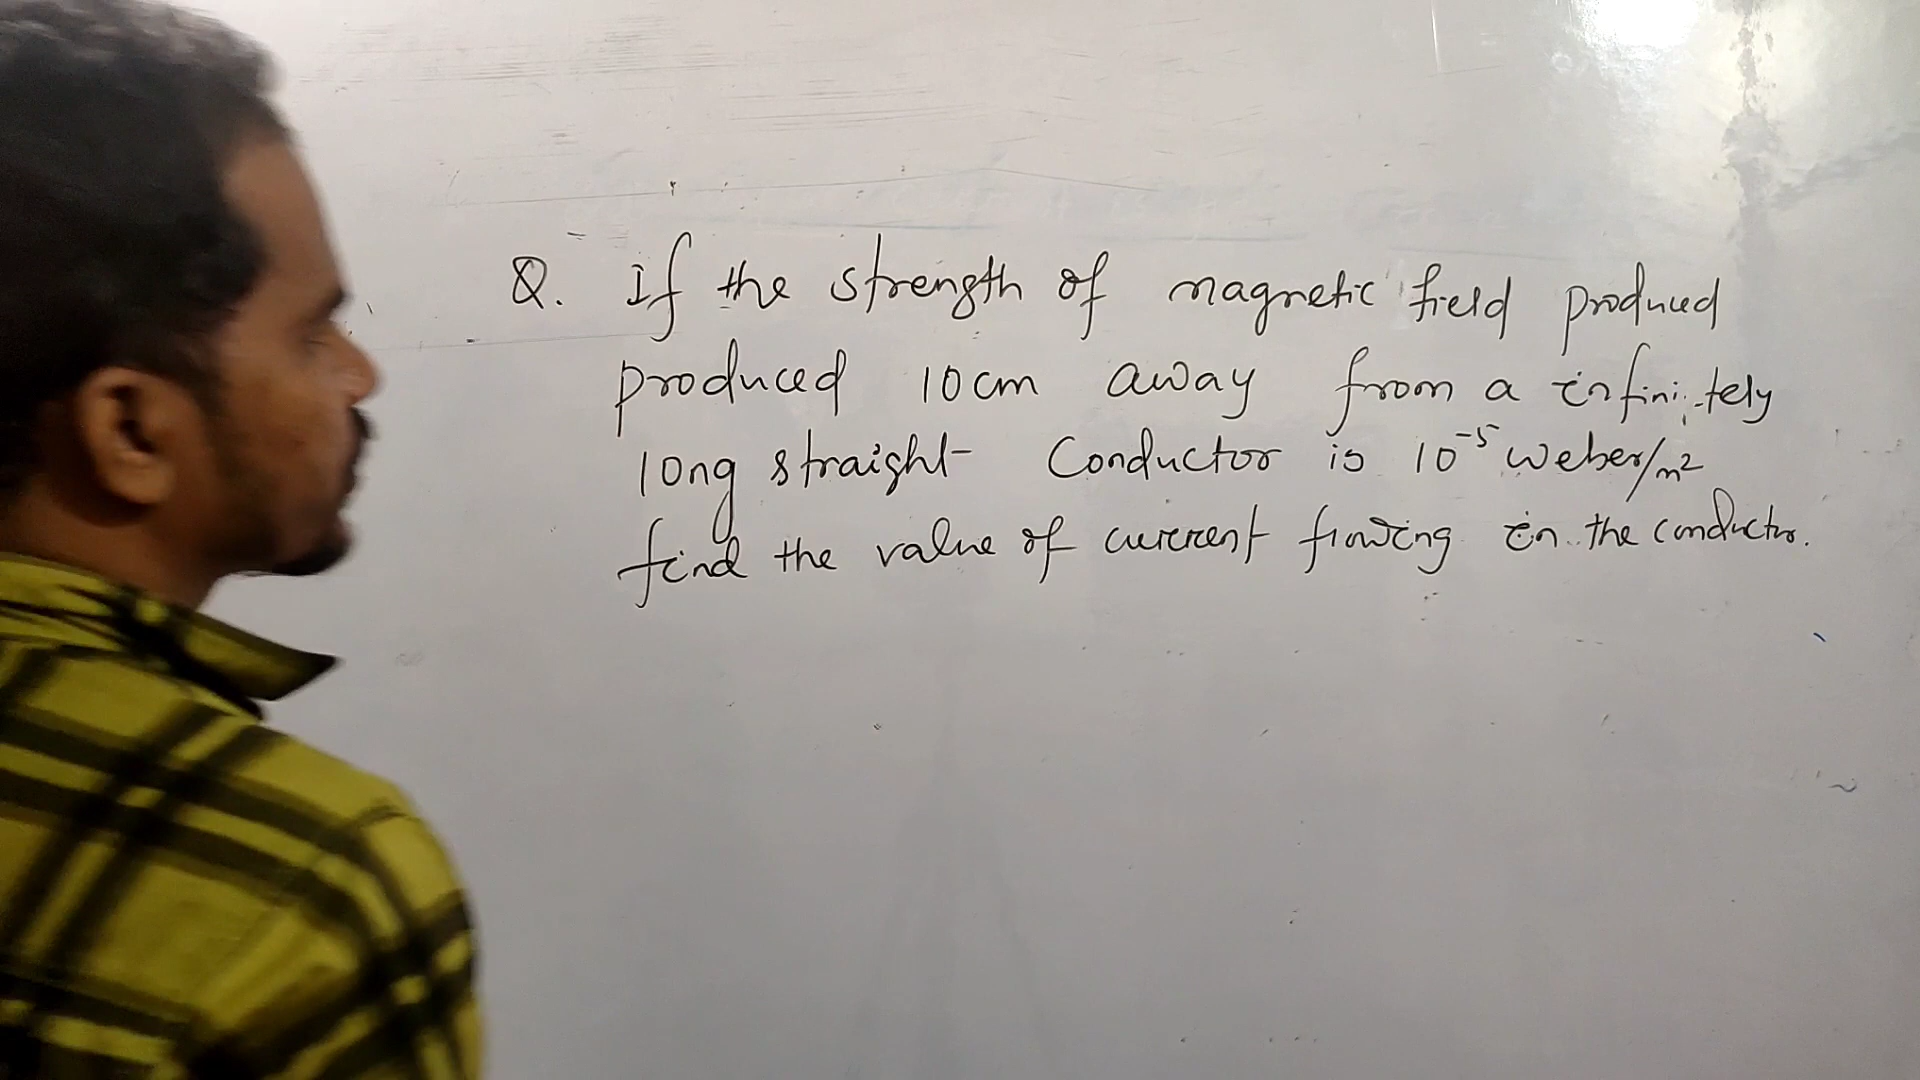 Q. If the strength of magnetic field produced
produced 10cm away from a infinitely
long straight Conductor is 10⁻⁵ weber/m²
find the value of current flowing in the conductor.